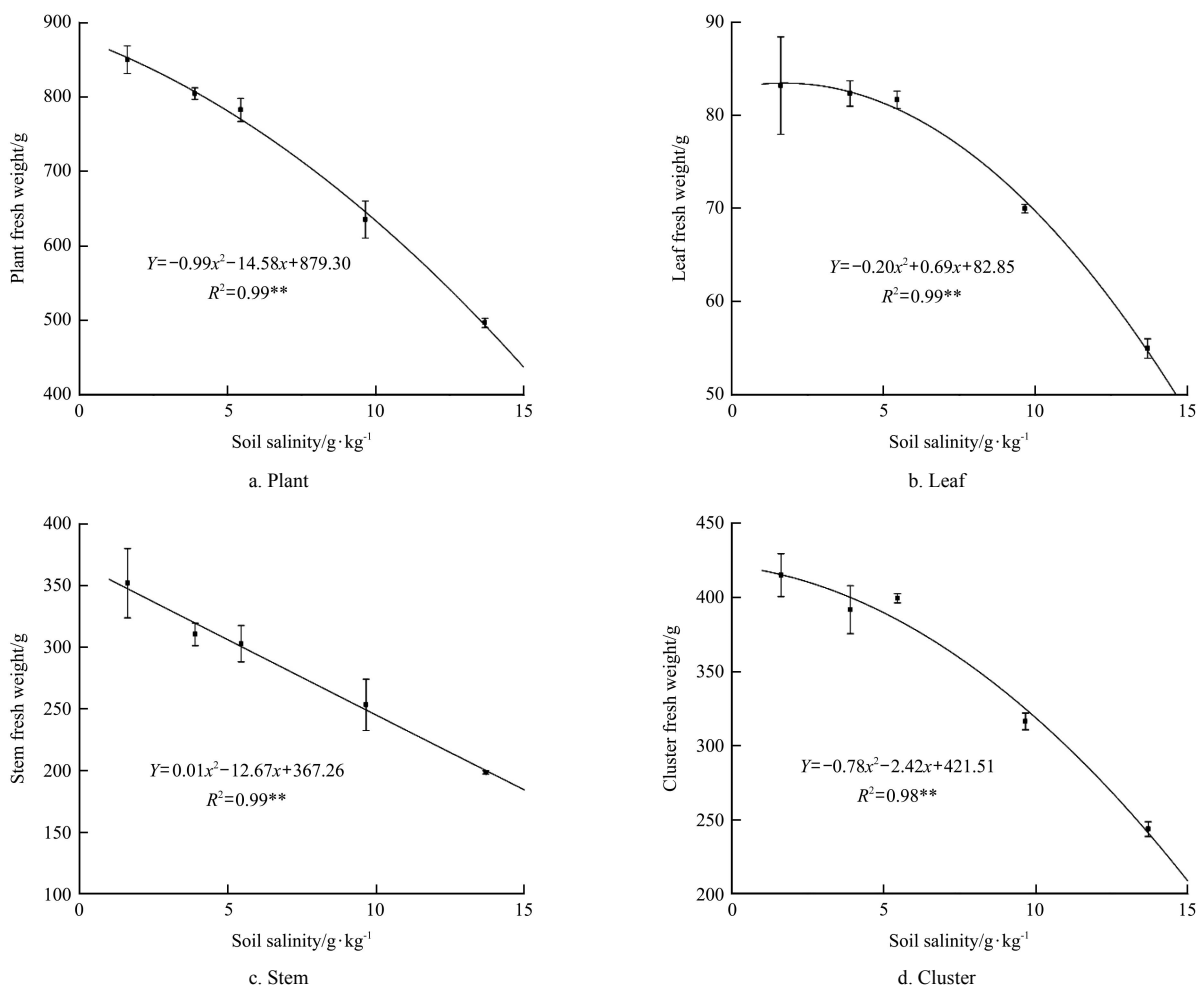 900
800
700
600
500
400
Plant fresh weight/g
Y=−0.99x²−14.58x+879.30
R²=0.99**
0
5
10
15
Soil salinity/g·kg⁻¹
a. Plant
90
80
70
60
50
Leaf fresh weight/g
Y=−0.20x²+0.69x+82.85
R²=0.99**
0
5
10
15
Soil salinity/g·kg⁻¹
b. Leaf
400
350
300
250
200
150
100
Stem fresh weight/g
Y=0.01x²−12.67x+367.26
R²=0.99**
0
5
10
15
Soil salinity/g·kg⁻¹
c. Stem
450
400
350
300
250
200
Cluster fresh weight/g
Y=−0.78x²−2.42x+421.51
R²=0.98**
0
5
10
15
Soil salinity/g·kg⁻¹
d. Cluster